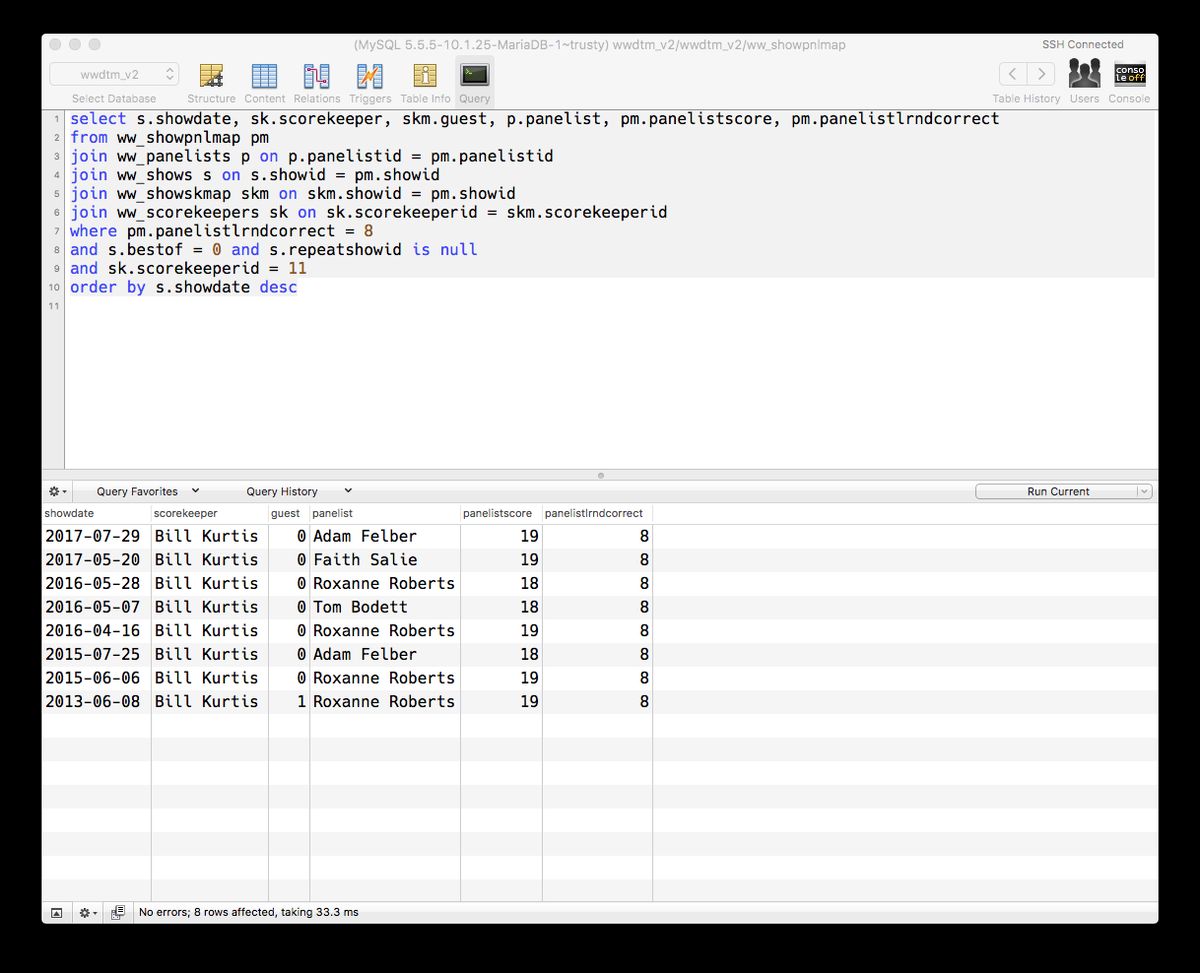 (MySQL 5.5.5-10.1.25-MariaDB-1~trusty) wwdtm_v2/wwdtm_v2/ww_showpnlmap
SSH Connected
wwdtm_v2
conso
leoff
Select Database Structure Content Relations Triggers Table Info Query Table History Users Console
1 select s.showdate, sk.scorekeeper, skm.guest, p.panelist, pm.panelistscore, pm.panelistlrndcorrect
2 from ww_showpnlmap pm
3 join ww_panelists p on p.panelistid = pm.panelistid
4 join ww_shows s on s.showid = pm.showid
5 join ww_showskmap skm on skm.showid = pm.showid
6 join ww_scorekeepers sk on sk.scorekeeperid = skm.scorekeeperid
7 where pm.panelistlrndcorrect = 8
8 and s.bestof = 0 and s.repeatshowid is null
9 and sk.scorekeeperid = 11
10 order by s.showdate desc
11
Query Favorites Query History Run Current
showdate scorekeeper guest panelist panelistscore panelistlrndcorrect
2017-07-29 Bill Kurtis 0 Adam Felber 19 8
2017-05-20 Bill Kurtis 0 Faith Salie 19 8
2016-05-28 Bill Kurtis 0 Roxanne Roberts 18 8
2016-05-07 Bill Kurtis 0 Tom Bodett 18 8
2016-04-16 Bill Kurtis 0 Roxanne Roberts 19 8
2015-07-25 Bill Kurtis 0 Adam Felber 18 8
2015-06-06 Bill Kurtis 0 Roxanne Roberts 19 8
2013-06-08 Bill Kurtis 1 Roxanne Roberts 19 8
No errors; 8 rows affected, taking 33.3 ms